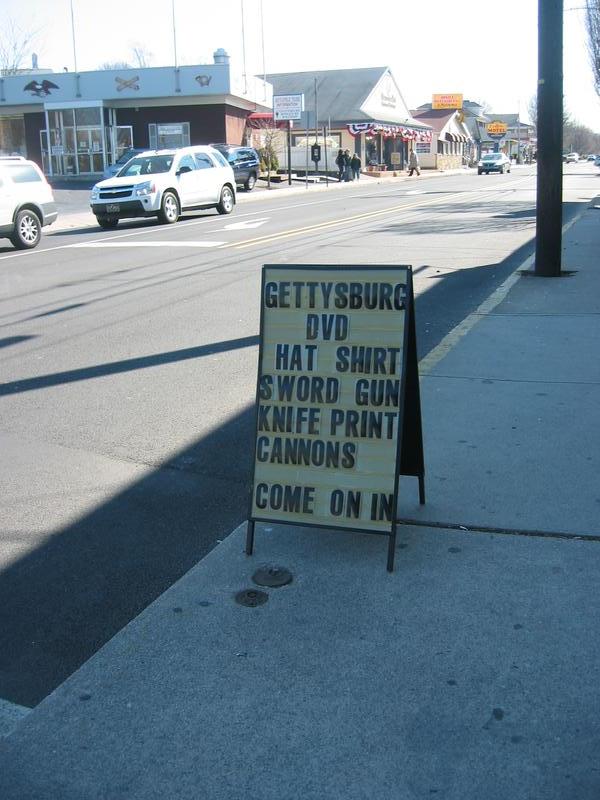 GETTYSBURG
DVD
HAT SHIRT
SWORD GUN
KNIFE PRINT
CANNONS
COME ON IN
MOTEL